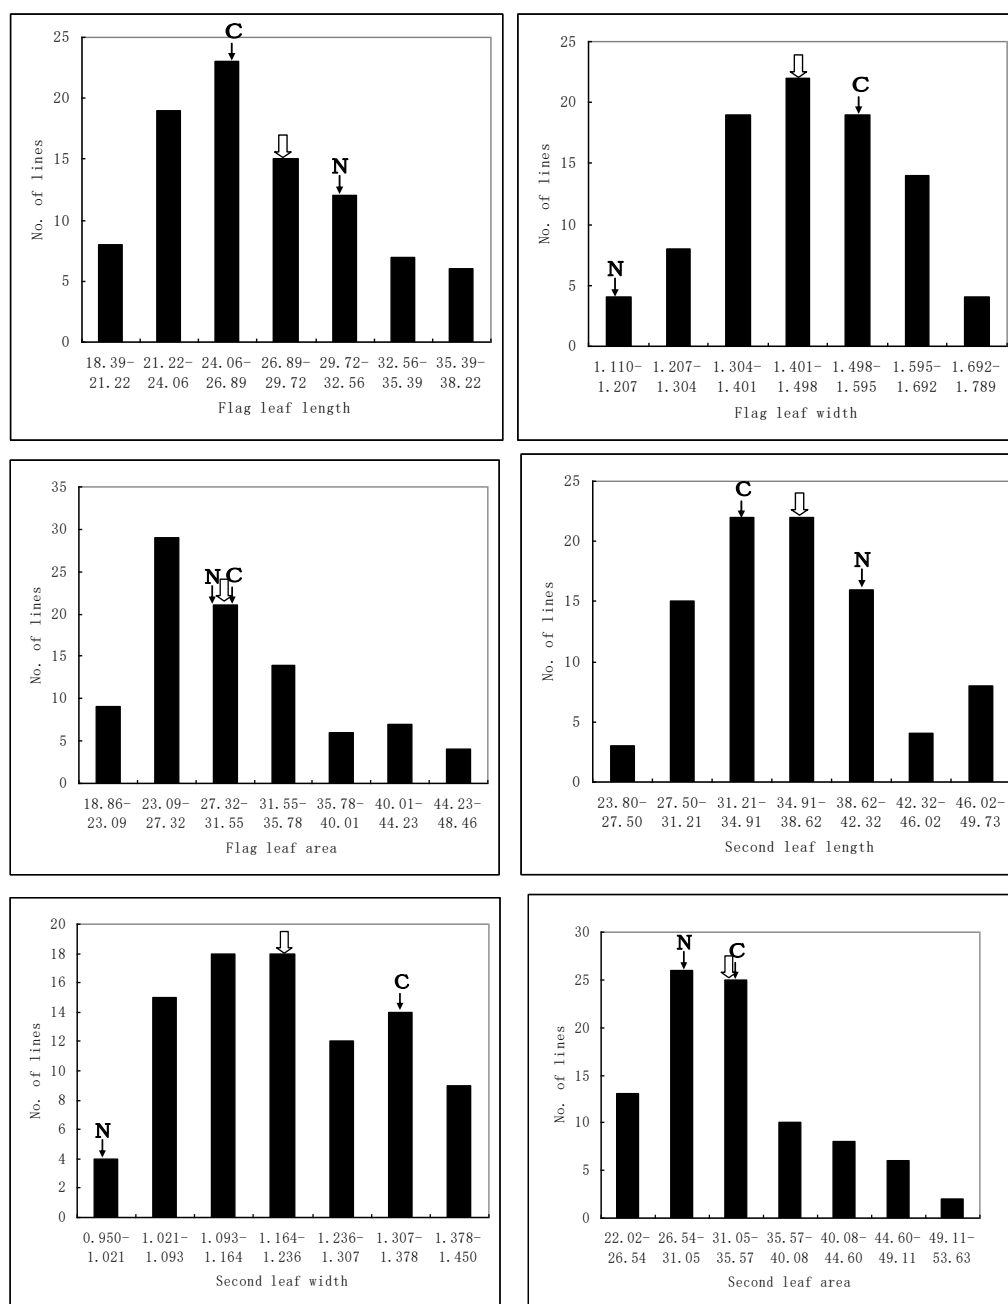 C
25
20
15
10
5
0
No. of lines
N
18.39- 21.22- 24.06- 26.89- 29.72- 32.56- 35.39-
21.22 24.06 26.89 29.72 32.56 35.39 38.22
Flag leaf length
25
20
15
10
5
0
No. of lines
C
N
1.110- 1.207- 1.304- 1.401- 1.498- 1.595- 1.692-
1.207 1.304 1.401 1.498 1.595 1.692 1.789
Flag leaf width
35
30
25
20
15
10
5
0
No. of lines
N C
18.86- 23.09- 27.32- 31.55- 35.78- 40.01- 44.23-
23.09 27.32 31.55 35.78 40.01 44.23 48.46
Flag leaf area
25
20
15
10
5
0
No. of lines
C
N
23.80- 27.50- 31.21- 34.91- 38.62- 42.32- 46.02-
27.50 31.21 34.91 38.62 42.32 46.02 49.73
Second leaf length
20
18
16
14
12
10
8
6
4
2
0
No. of lines
C
N
0.950- 1.021- 1.093- 1.164- 1.236- 1.307- 1.378-
1.021 1.093 1.164 1.236 1.307 1.378 1.450
Second leaf width
30
25
20
15
10
5
0
No. of lines
N
C
22.02- 26.54- 31.05- 35.57- 40.08- 44.60- 49.11-
26.54 31.05 35.57 40.08 44.60 49.11 53.63
Second leaf area